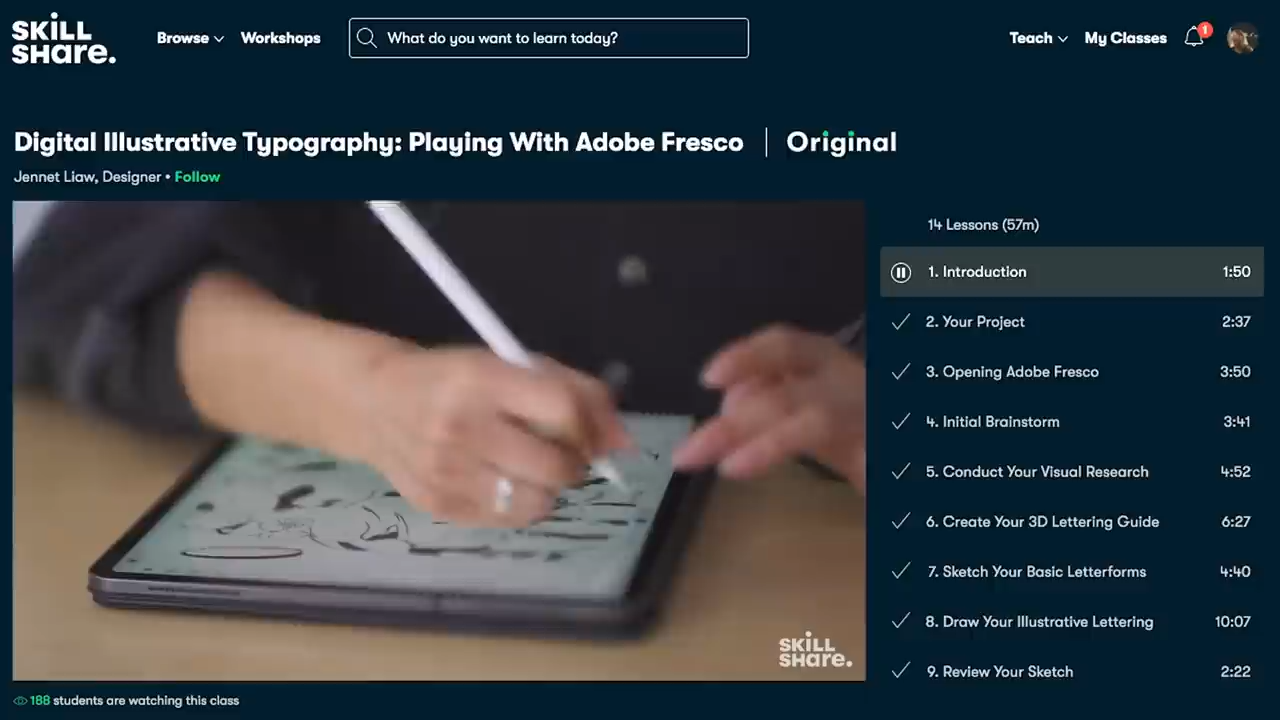 SKILL SHARE.
Browse
Workshops
What do you want to learn today?
Teach
My Classes
1
Digital Illustrative Typography: Playing With Adobe Fresco | Original
Jennet Liaw, Designer • Follow
14 Lessons (57m)
1. Introduction 1:50
2. Your Project 2:37
3. Opening Adobe Fresco 3:50
4. Initial Brainstorm 3:41
5. Conduct Your Visual Research 4:52
6. Create Your 3D Lettering Guide 6:27
7. Sketch Your Basic Letterforms 4:40
8. Draw Your Illustrative Lettering 10:07
9. Review Your Sketch 2:22
SKILL SHARE.
188 students are watching this class